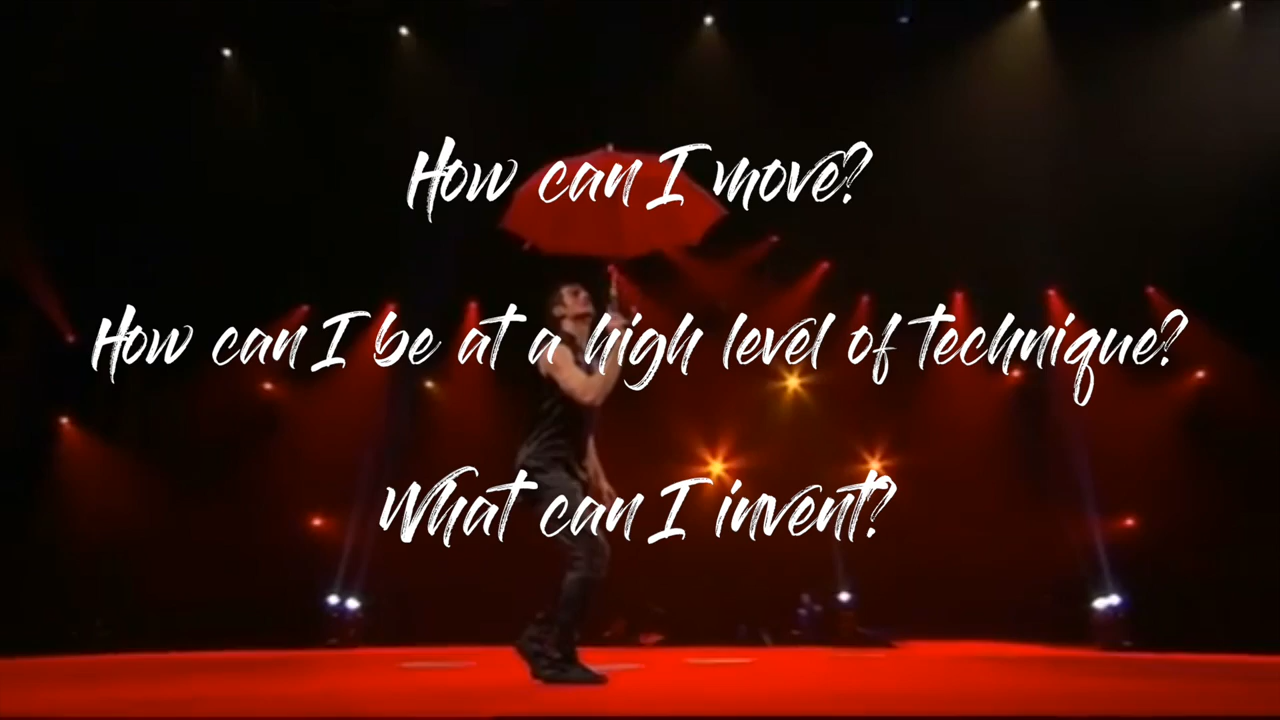 How can I move?
How can I be at a high level of technique?
What can I invent?